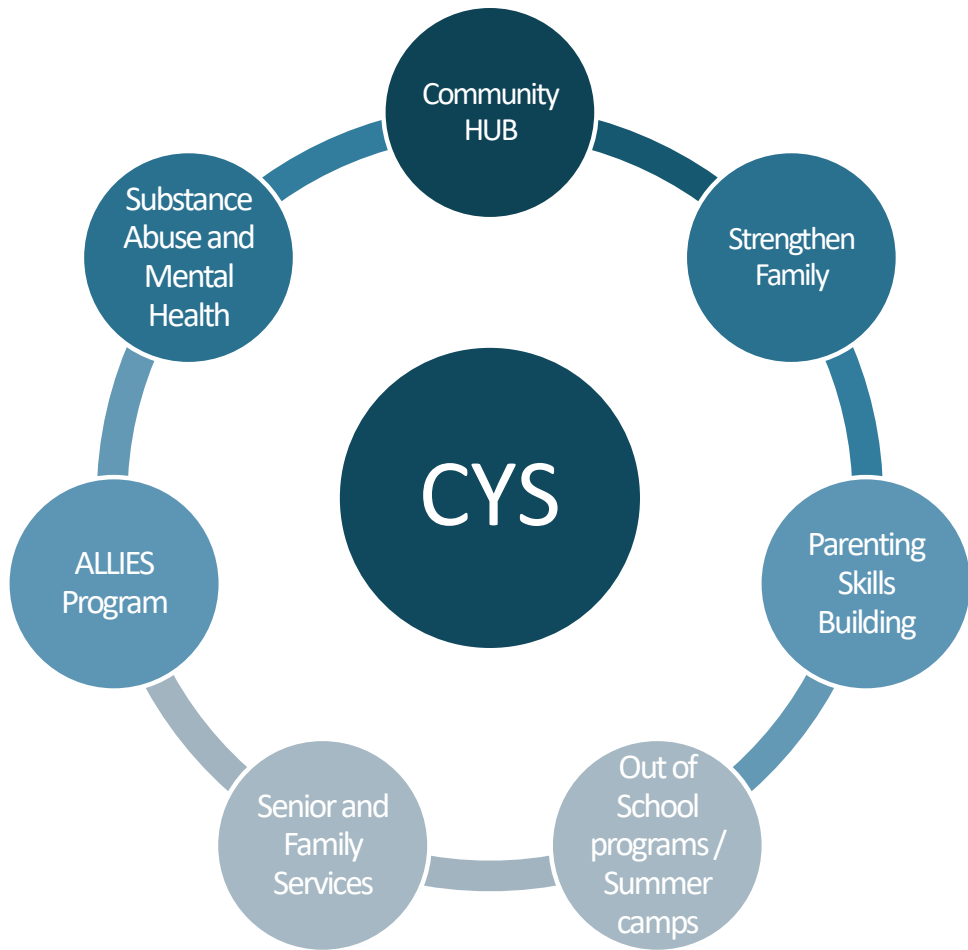 Community
HUB
Strengthen
Family
Parenting
Skills
Building
Out of
School
programs /
Summer
camps
Senior and
Family
Services
ALLIES
Program
Substance
Abuse and
Mental
Health
CYS